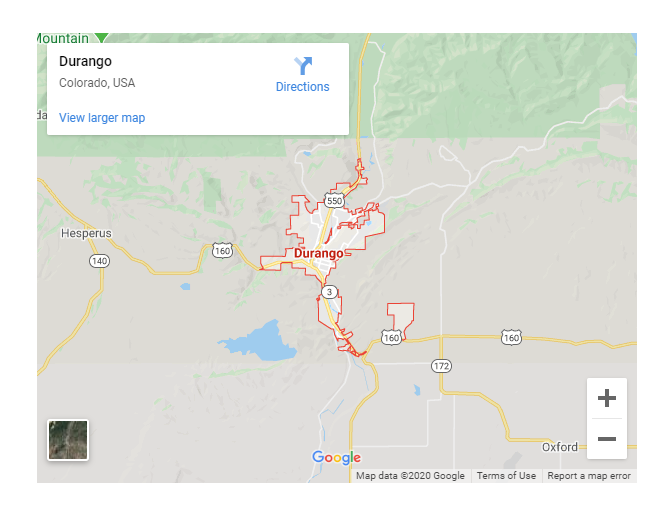 Mountain
Durango
Colorado, USA
Directions
View larger map
da
550
Hesperus
160
140
Durango
3
160
160
172
Oxford
Google
Map data ©2020 Google
Terms of Use
Report a map error